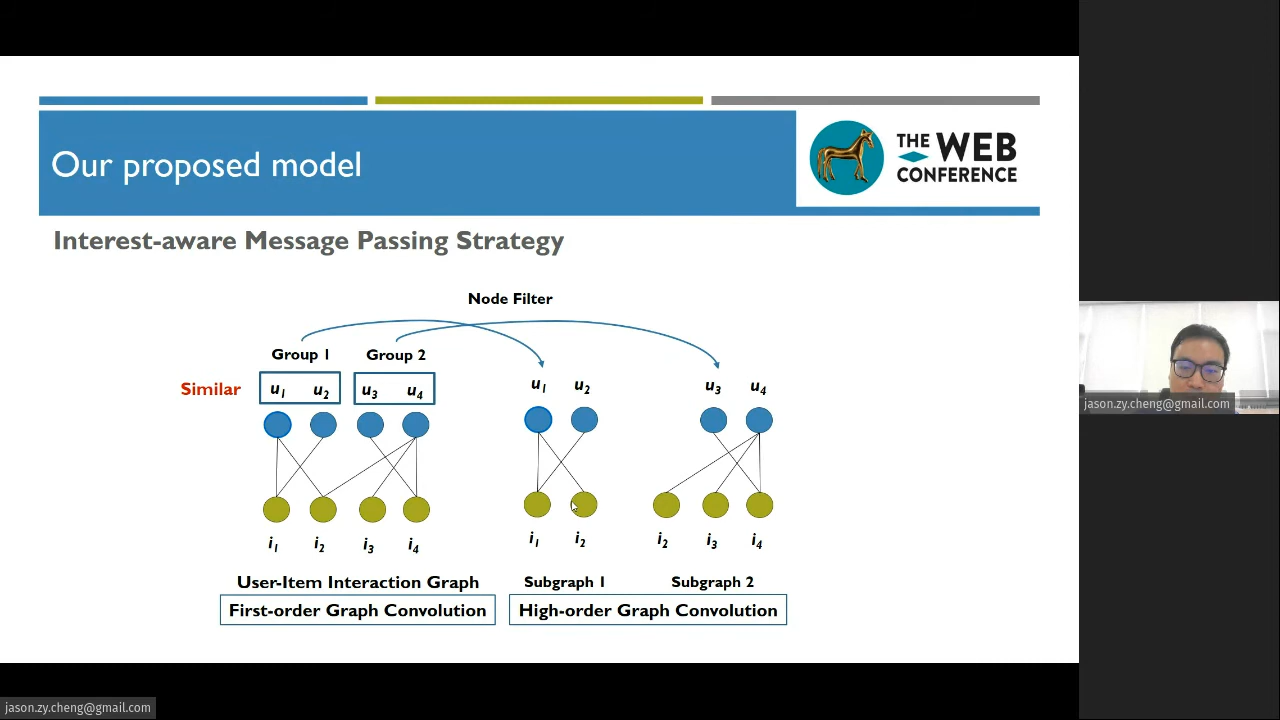 Our proposed model
THE WEB
CONFERENCE
Interest-aware Message Passing Strategy
Node Filter
Group 1 Group 2
Similar u1 u2 u3 u4
u1 u2 u3 u4
i1 i2 i3 i4
i1 i2 i2 i3 i4
User-Item Interaction Graph
Subgraph 1 Subgraph 2
First-order Graph Convolution
High-order Graph Convolution
jason.zy.cheng@gmail.com
jason.zy.cheng@gmail.com